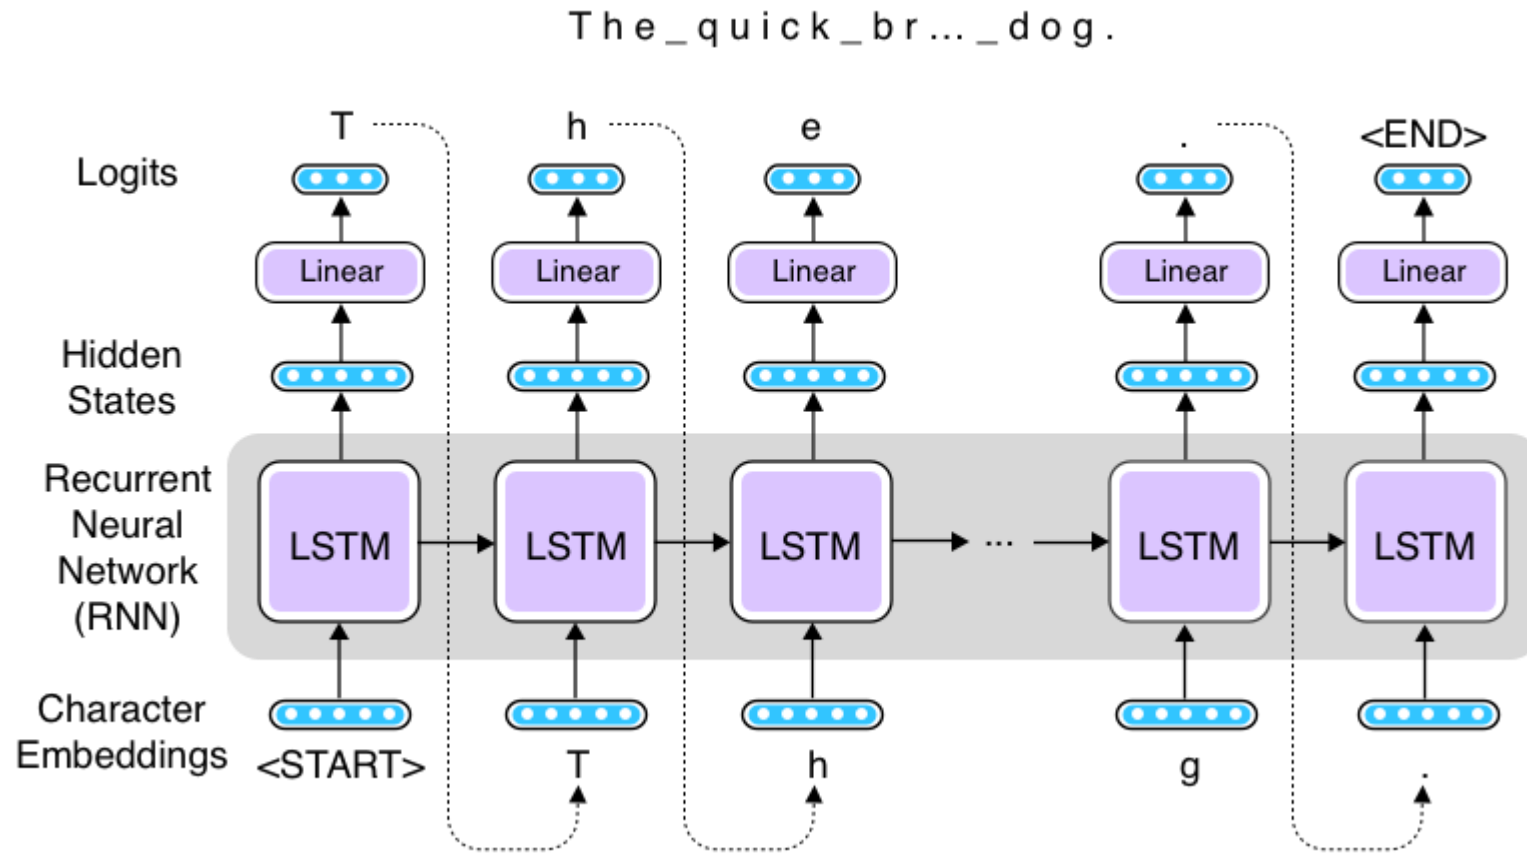 The_quick_br..._dog.
T h e . <END>
Logits
Linear Linear Linear Linear Linear
Hidden
States
Recurrent
Neural
Network
(RNN)
LSTM LSTM LSTM ... LSTM LSTM
Character
Embeddings
<START> T h g .